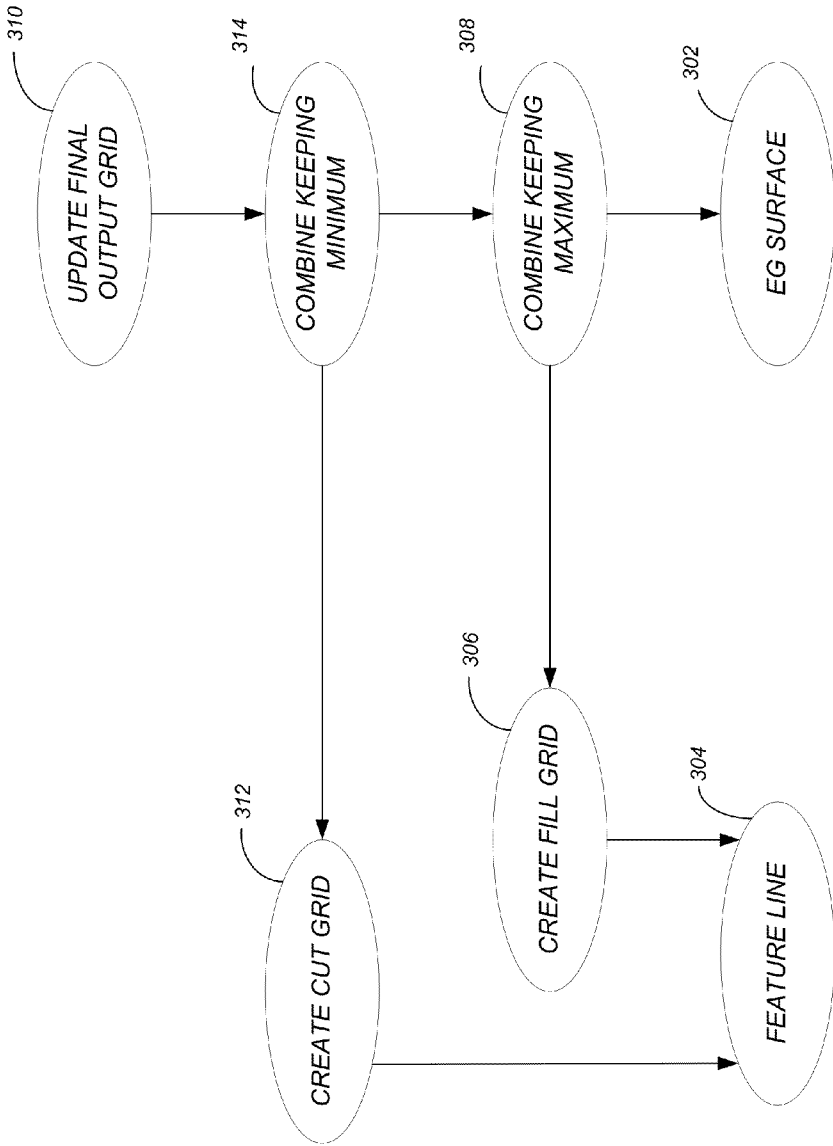 310
UPDATE FINAL
OUTPUT GRID
314
COMBINE KEEPING
MINIMUM
312
CREATE CUT GRID
308
COMBINE KEEPING
MAXIMUM
306
CREATE FILL GRID
302
EG SURFACE
304
FEATURE LINE